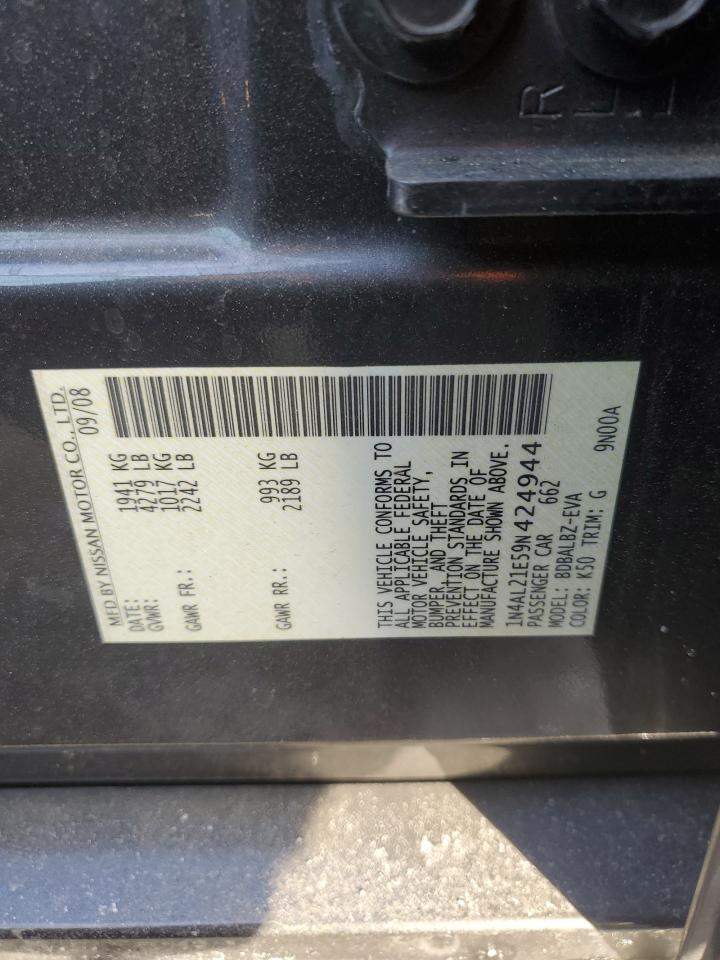 MFD BY NISSAN MOTOR CO., LTD.
DATE: 09/08
GVWR: 1941 KG
4279 LB
GAWR FR.: 1017 KG
2242 LB
GAWR RR.: 993 KG
2189 LB
THIS VEHICLE CONFORMS TO
ALL APPLICABLE FEDERAL
MOTOR VEHICLE SAFETY,
BUMPER, AND THEFT
PREVENTION STANDARDS IN
EFFECT ON THE DATE OF
MANUFACTURE SHOWN ABOVE.
1N4AL21E59N424944
PASSENGER CAR 662
MODEL: BDBALBZ-EVA
COLOR: K50 TRIM: G 9N00A
R